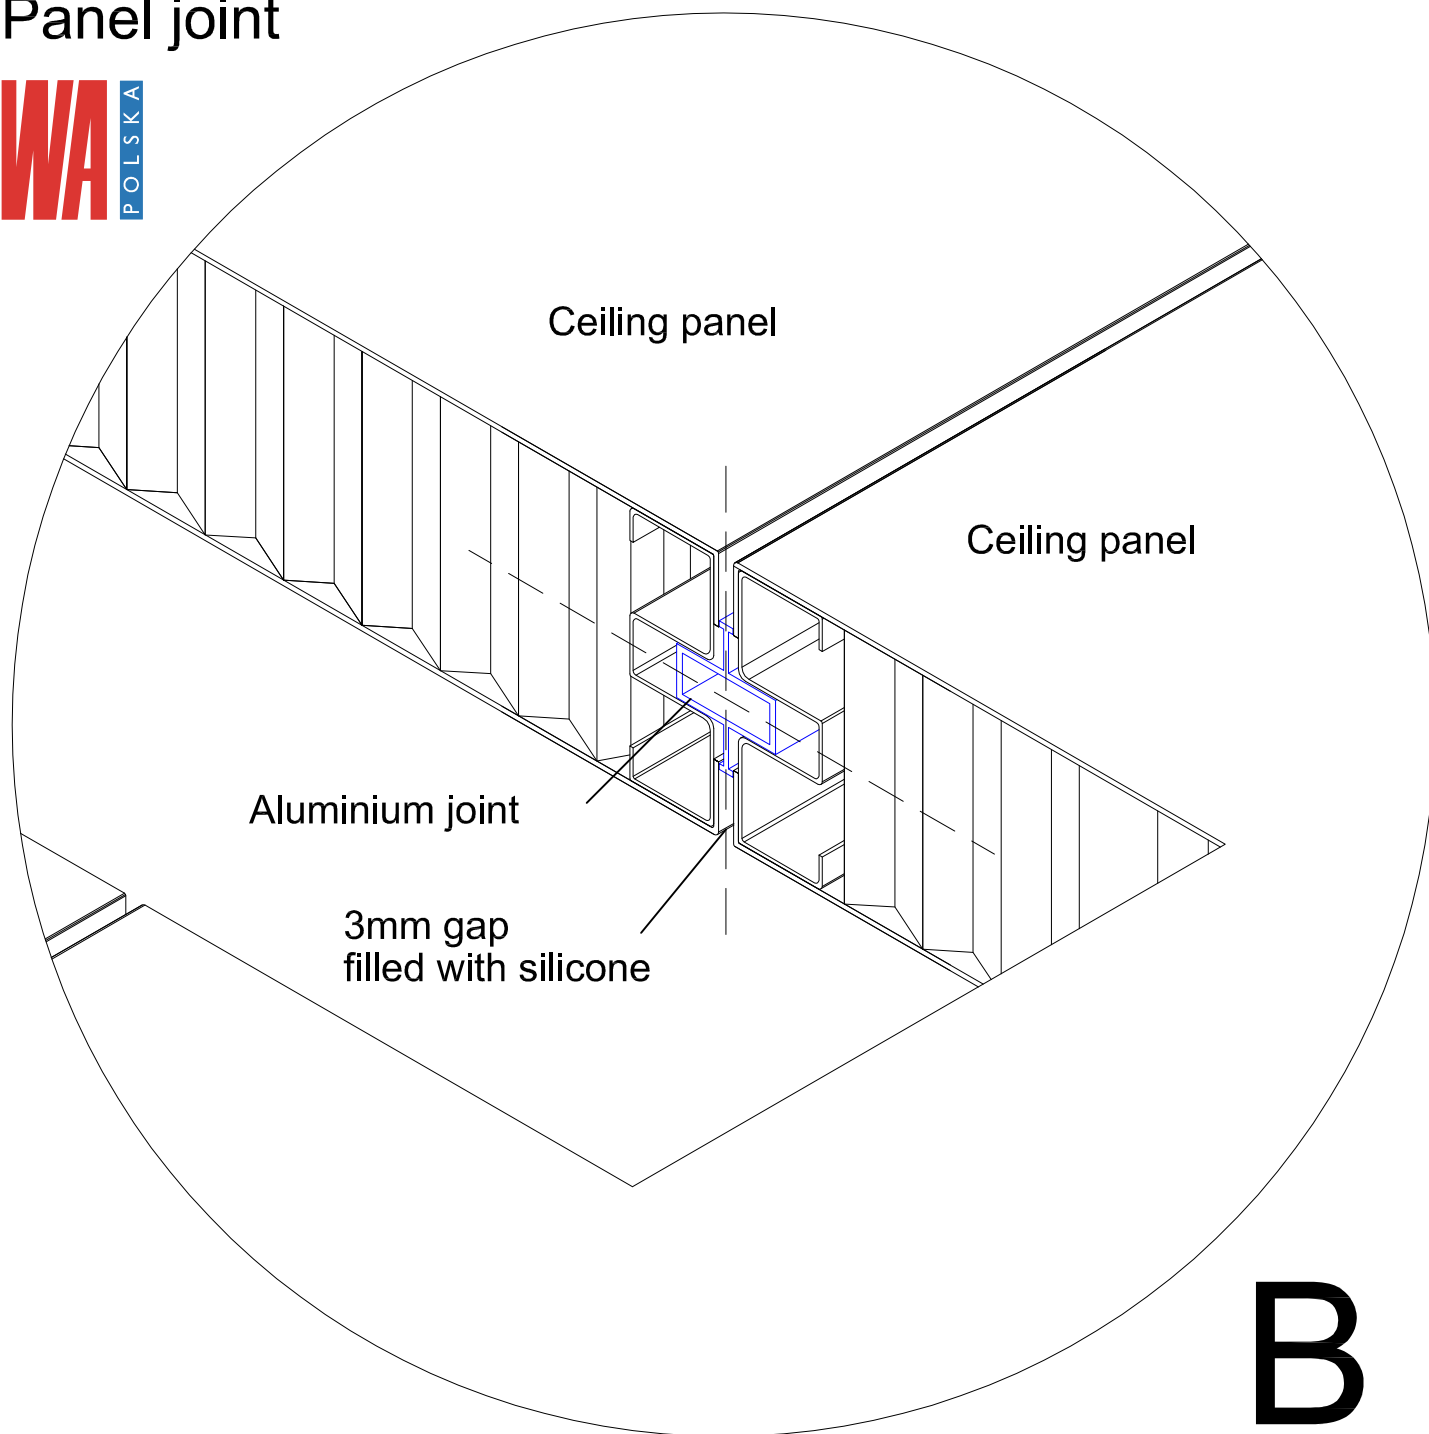 Panel joint
WA
POLSKA
Ceiling panel
Ceiling panel
Aluminium joint
3mm gap
filled with silicone
B